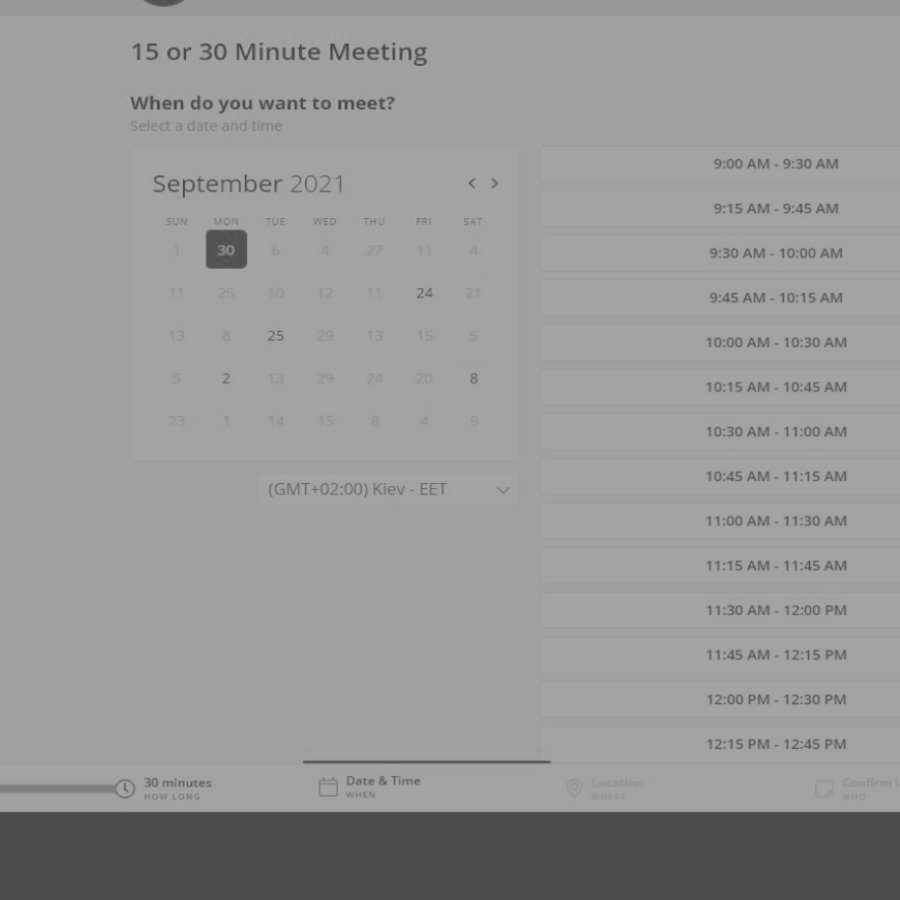 15 or 30 Minute Meeting
When do you want to meet?
Select a date and time
September 2021
SUN MON TUE WED THU FRI SAT
1 30 6 4 27 11 4
11 25 10 12 11 24 21
13 8 25 29 13 15 5
5 2 13 29 24 20 8
23 1 14 15 8 4 9
(GMT+02:00) Kiev - EET
9:00 AM - 9:30 AM
9:15 AM - 9:45 AM
9:30 AM - 10:00 AM
9:45 AM - 10:15 AM
10:00 AM - 10:30 AM
10:15 AM - 10:45 AM
10:30 AM - 11:00 AM
10:45 AM - 11:15 AM
11:00 AM - 11:30 AM
11:15 AM - 11:45 AM
11:30 AM - 12:00 PM
11:45 AM - 12:15 PM
12:00 PM - 12:30 PM
12:15 PM - 12:45 PM
30 minutes
HOW LONG
Date & Time
WHEN
Location
WHERE
Confirm
WHO